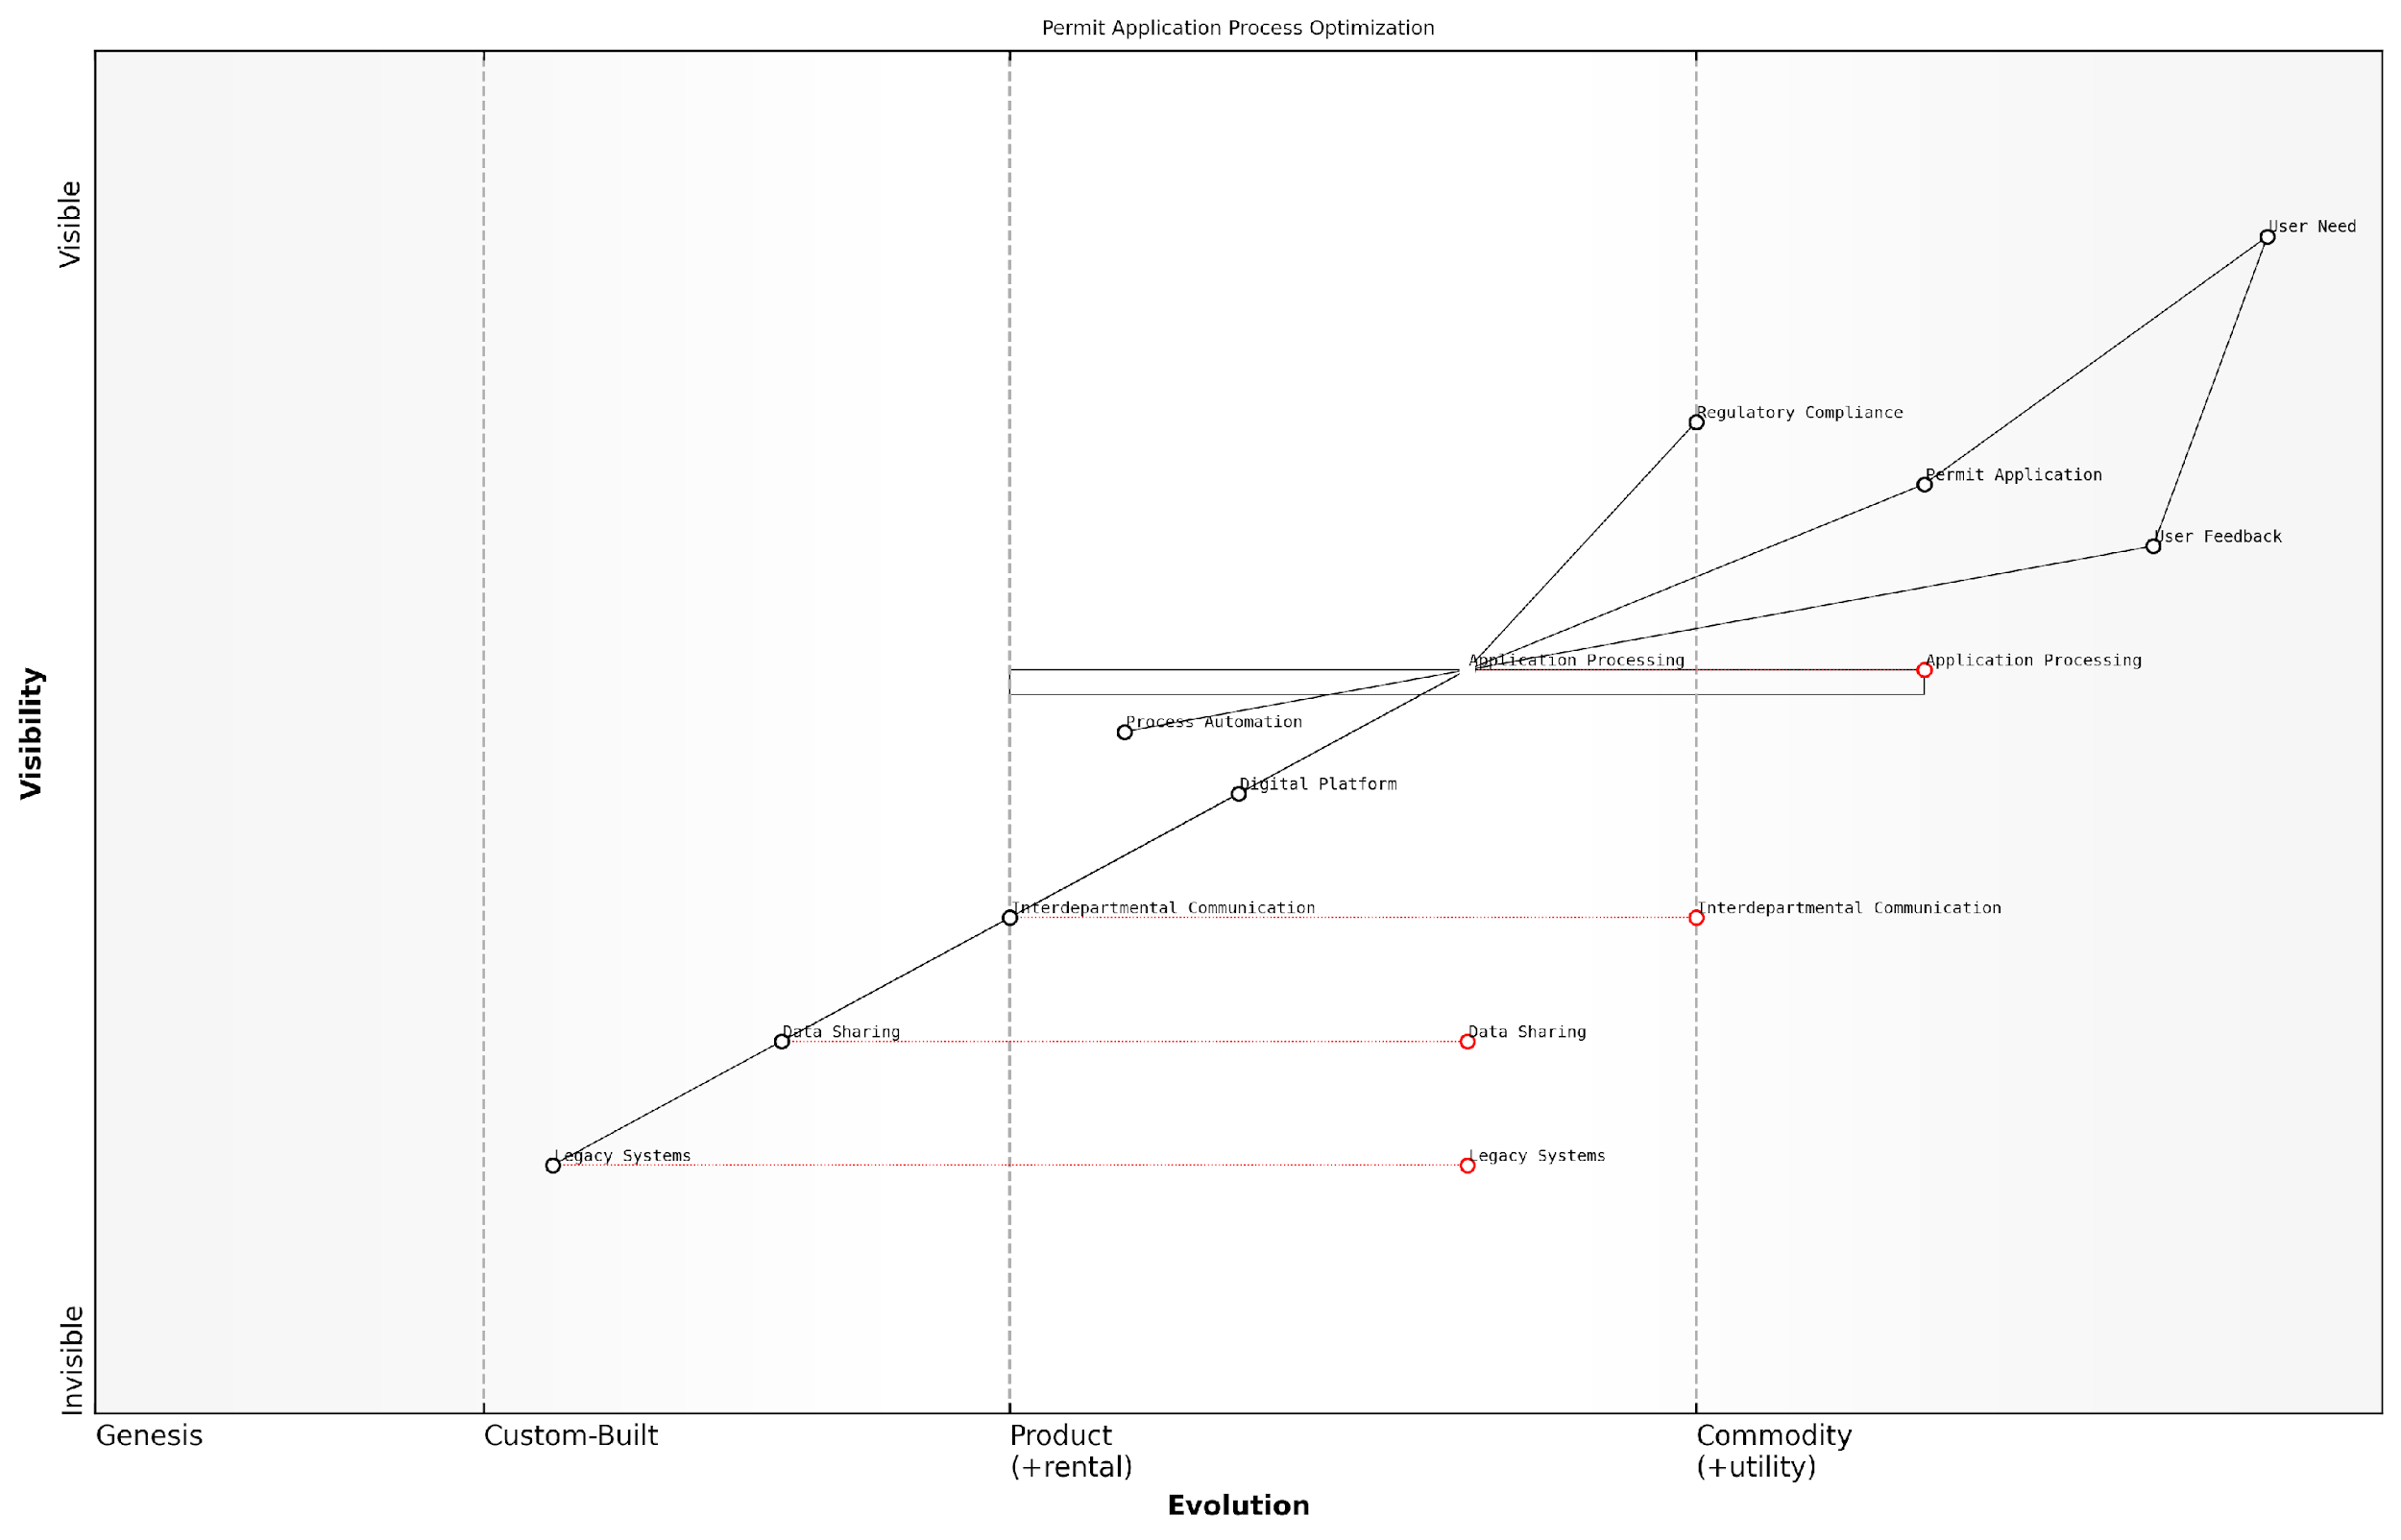 Permit Application Process Optimization
Visible
User Need
Regulatory Compliance
Permit Application
User Feedback
Application Processing
Application Processing
Visibility
Process Automation
Digital Platform
Interdepartmental Communication
Interdepartmental Communication
Data Sharing
Data Sharing
Legacy Systems
Legacy Systems
Invisible
Genesis
Custom-Built
Product
(+rental)
Commodity
(+utility)
Evolution